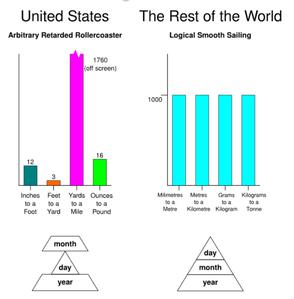 United States
Arbitrary Retarded Rollercoaster
1760
(off screen)
12
3
16
Inches
to a
Foot
Feet
to a
Yard
Yards
to a
Mile
Ounces
to a
Pound
month
day
year
The Rest of the World
Logical Smooth Sailing
1000
Milimetres
to a
Metre
Metres
to a
Kilometre
Grams
to a
Kilogram
Kilograms
to a
Tonne
day
month
year